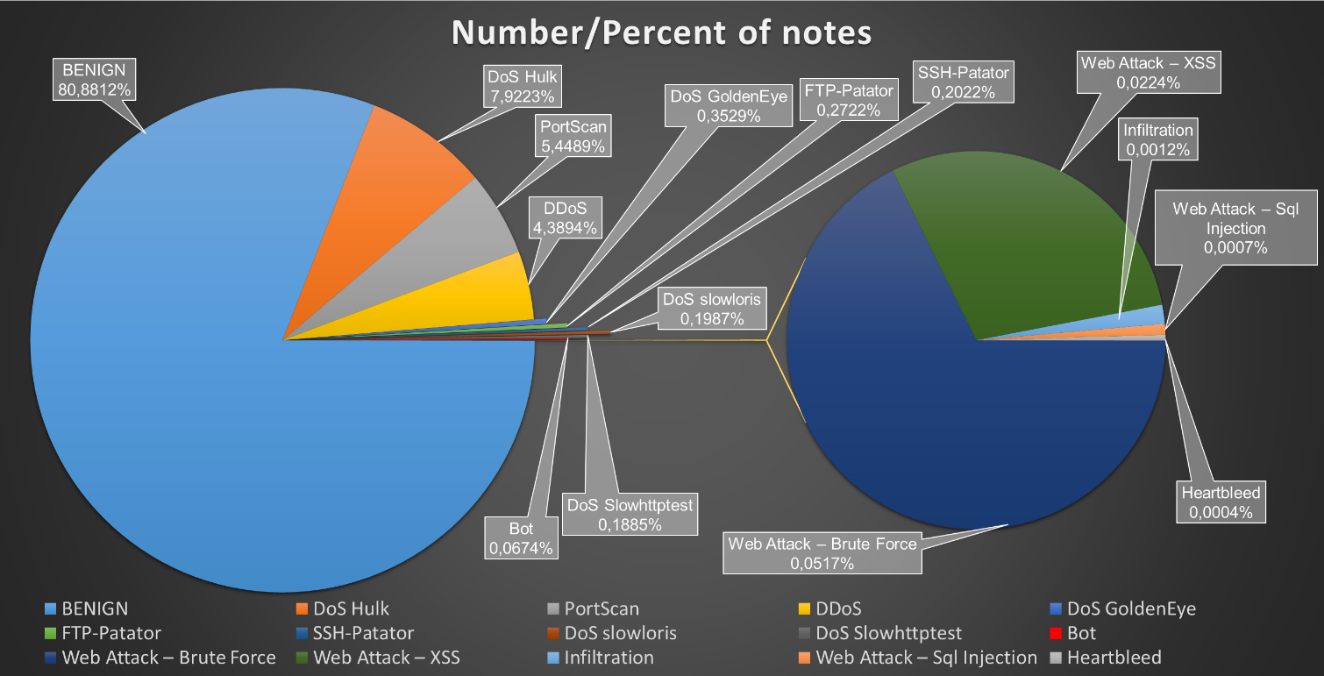 Number/Percent of notes
BENIGN
80,8812%
DoS Hulk
7,9223%
PortScan
5,4489%
DDoS
4,3894%
DoS GoldenEye
0,3529%
FTP-Patator
0,2722%
SSH-Patator
0,2022%
DoS slowloris
0,1987%
DoS Slowhttptest
0,1885%
Bot
0,0674%
Web Attack – XSS
0,0224%
Infiltration
0,0012%
Web Attack – Sql
Injection
0,0007%
Heartbleed
0,0004%
Web Attack – Brute Force
0,0517%
BENIGN DoS Hulk PortScan DDoS DoS GoldenEye
FTP-Patator SSH-Patator DoS slowloris DoS Slowhttptest Bot
Web Attack – Brute Force Web Attack – XSS Infiltration Web Attack – Sql Injection Heartbleed